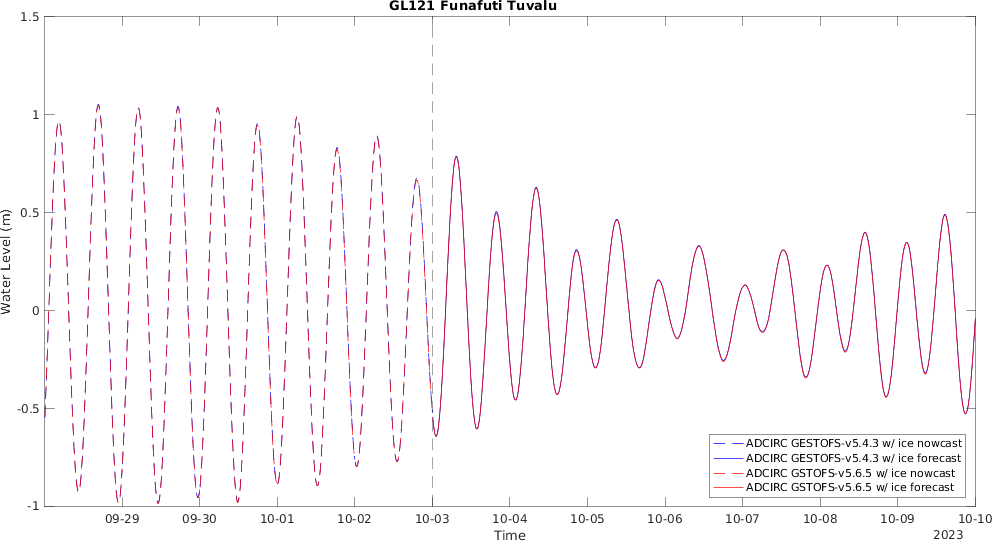 GL121 Funafuti Tuvalu
1.5
1
0.5
0
-0.5
-1
Water Level (m)
ADCIRC GESTOFS-v5.4.3 w/ ice nowcast
ADCIRC GESTOFS-v5.4.3 w/ ice forecast
ADCIRC GSTOFS-v5.6.5 w/ ice nowcast
ADCIRC GSTOFS-v5.6.5 w/ ice forecast
09-29 09-30 10-01 10-02 10-03 10-04 10-05 10-06 10-07 10-08 10-09 10-10
Time
2023